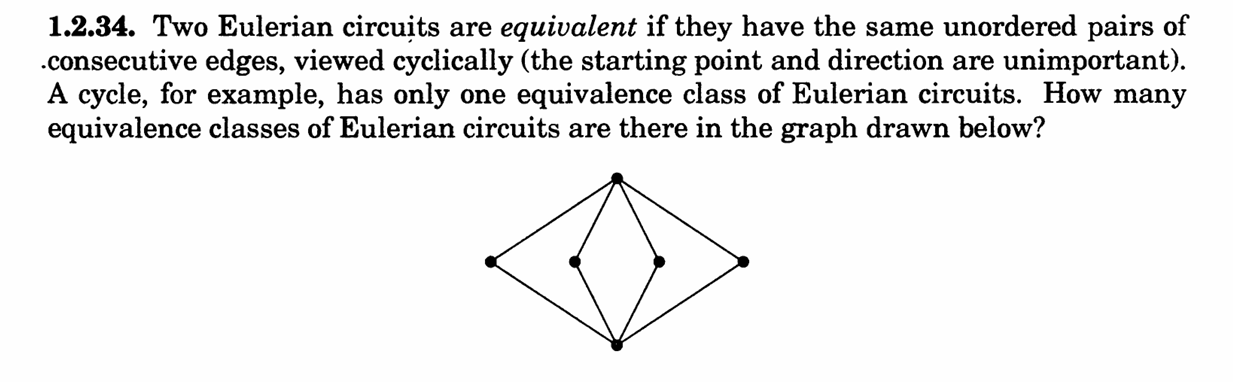 1.2.34. Two Eulerian circuits are equivalent if they have the same unordered pairs of
consecutive edges, viewed cyclically (the starting point and direction are unimportant).
A cycle, for example, has only one equivalence class of Eulerian circuits. How many
equivalence classes of Eulerian circuits are there in the graph drawn below?